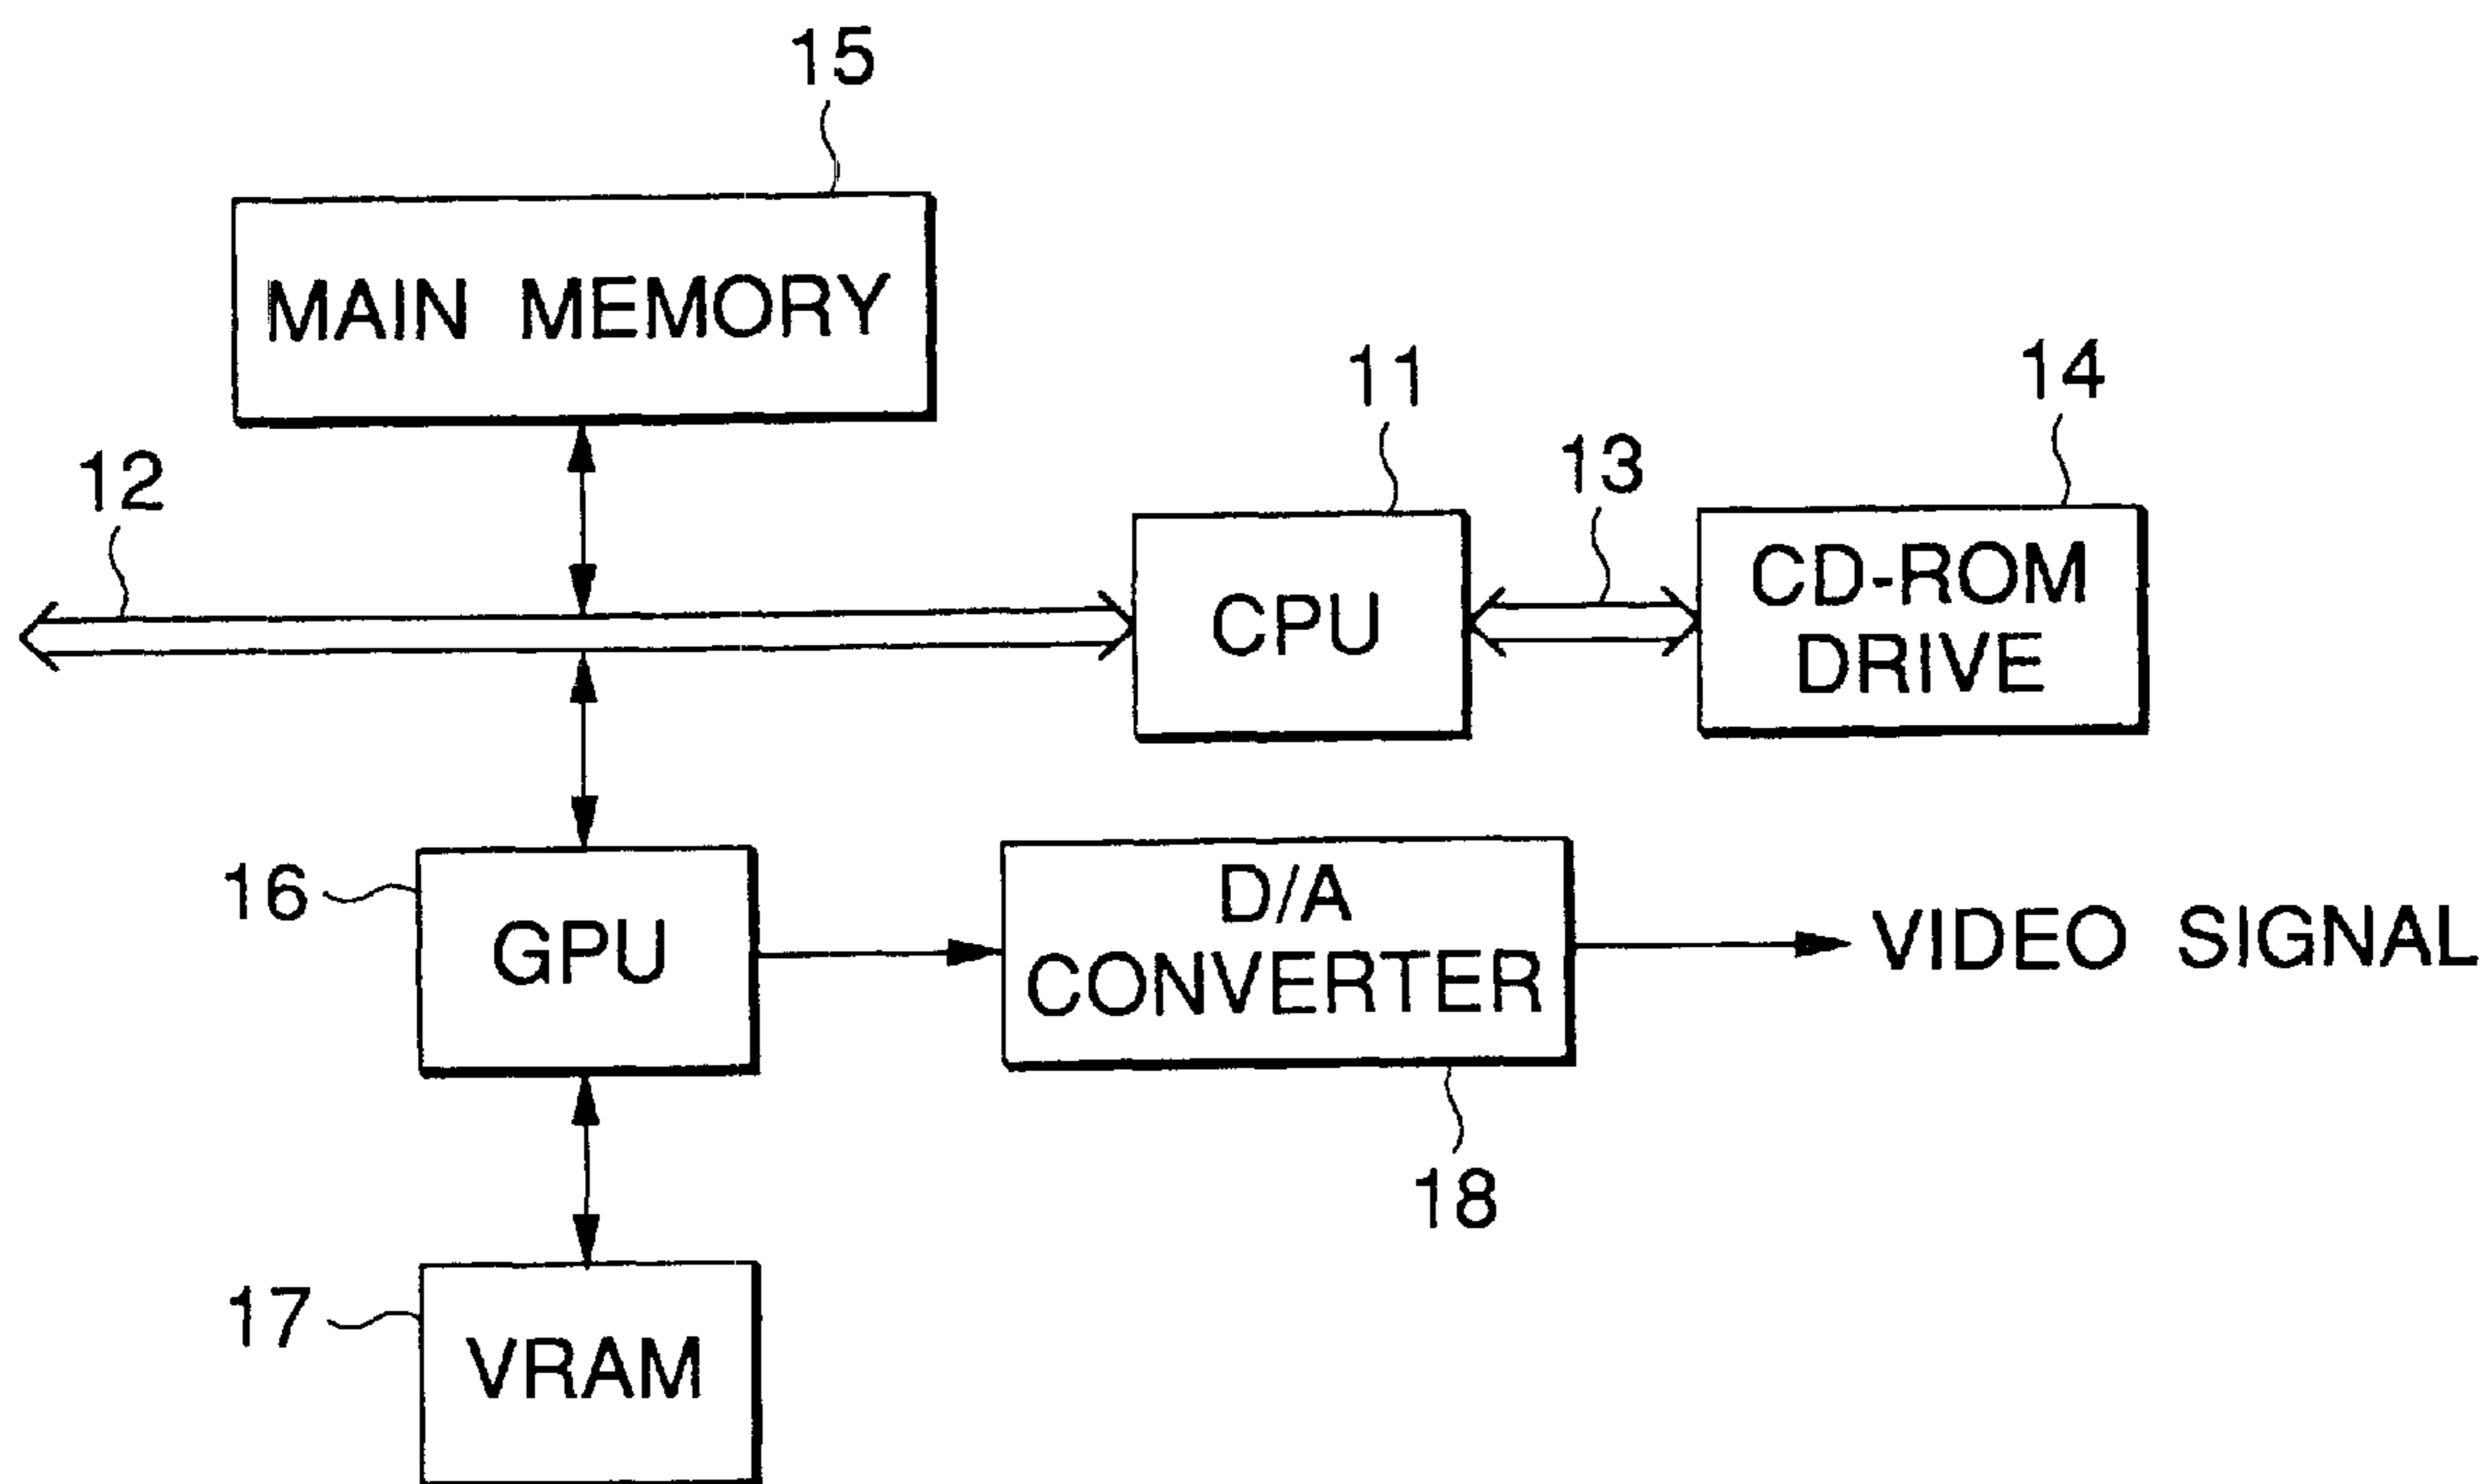 15
MAIN MEMORY
11
14
12
13
CPU
CD-ROM
DRIVE
16
GPU
D/A
CONVERTER
VIDEO SIGNAL
18
17
VRAM